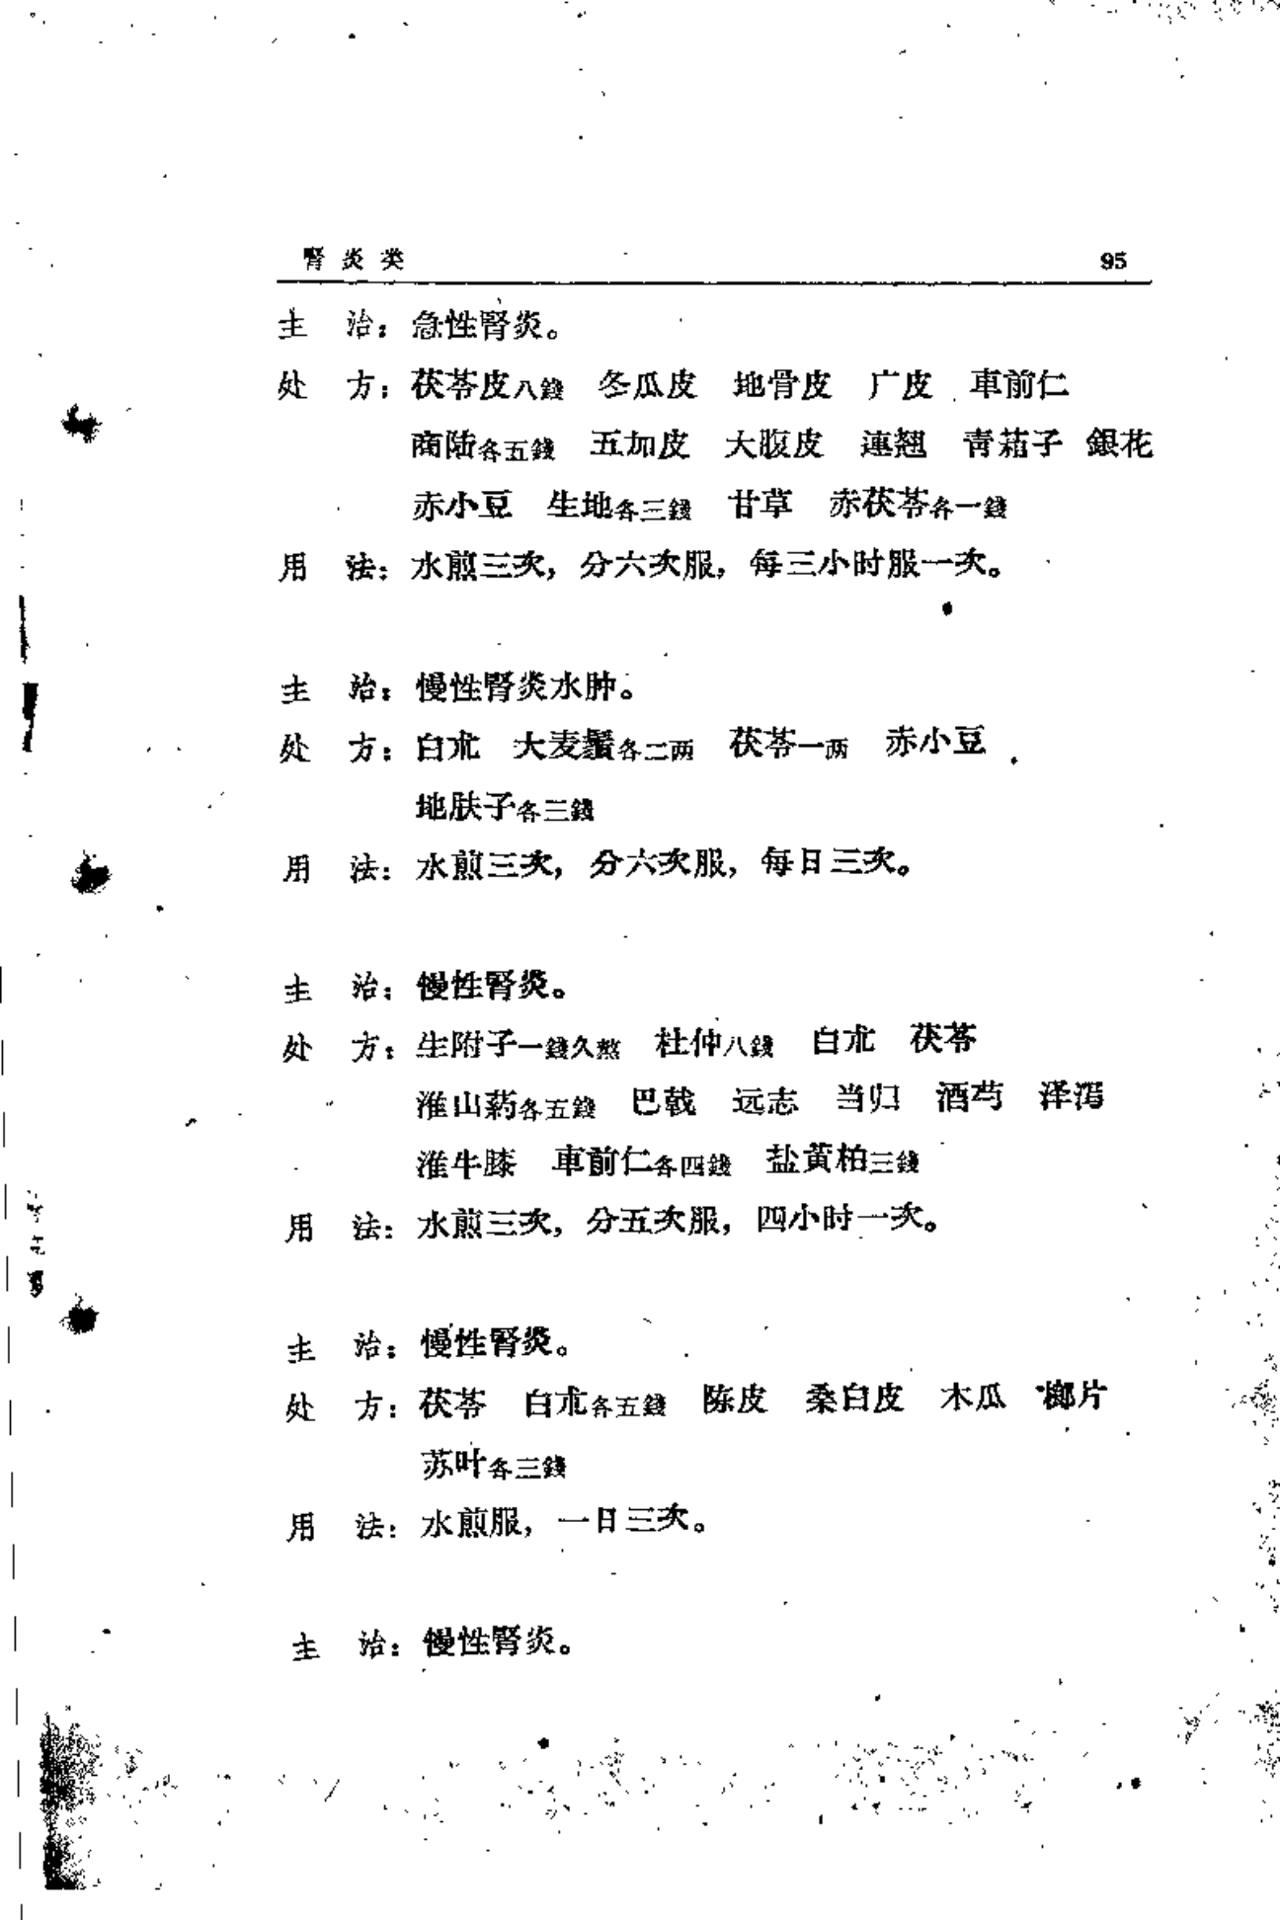 腎炎类 95
主 治：急性腎炎。
处 方：茯苓皮八錢 冬瓜皮 地骨皮 广皮 車前仁
商陆各五錢 五加皮 大腹皮 連翘 青葙子 銀花
赤小豆 生地各三錢 甘草 赤茯苓各一錢
用 法：水煎三次，分六次服，每三小时服一次。
主 治：慢性腎炎水肿。
处 方：白朮 大麦鬚各二两 茯苓一两 赤小豆
地肤子各三錢
用 法：水煎三次，分六次服，每日三次。
主 治：慢性腎炎。
处 方：生附子一錢久熬 杜仲八錢 白朮 茯苓
淮山葯各五錢 巴戟 远志 当归 酒芍 泽瀉
淮牛膝 車前仁各四錢 盐黄柏三錢
用 法：水煎三次，分五次服，四小时一次。
主 治：慢性腎炎。
处 方：茯苓 白朮各五錢 陈皮 桑白皮 木瓜 榔片
苏叶各三錢
用 法：水煎服，一日三次。
主 治：慢性腎炎。